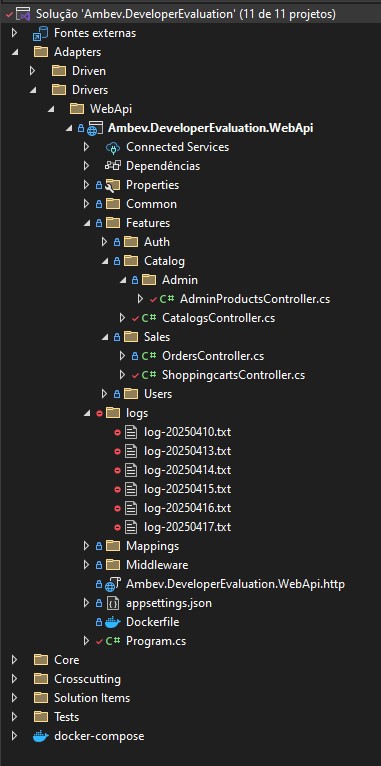 Solução 'Ambev.DeveloperEvaluation' (11 de 11 projetos)
Fontes externas
Adapters
Driven
Drivers
WebApi
Ambev.DeveloperEvaluation.WebApi
Connected Services
Dependências
Properties
Common
Features
Auth
Catalog
Admin
C# AdminProductsController.cs
C# CatalogsController.cs
Sales
C# OrdersController.cs
C# ShoppingcartsController.cs
Users
logs
log-20250410.txt
log-20250413.txt
log-20250414.txt
log-20250415.txt
log-20250416.txt
log-20250417.txt
Mappings
Middleware
Ambev.DeveloperEvaluation.WebApi.http
appsettings.json
Dockerfile
C# Program.cs
Core
Crosscutting
Solution Items
Tests
docker-compose